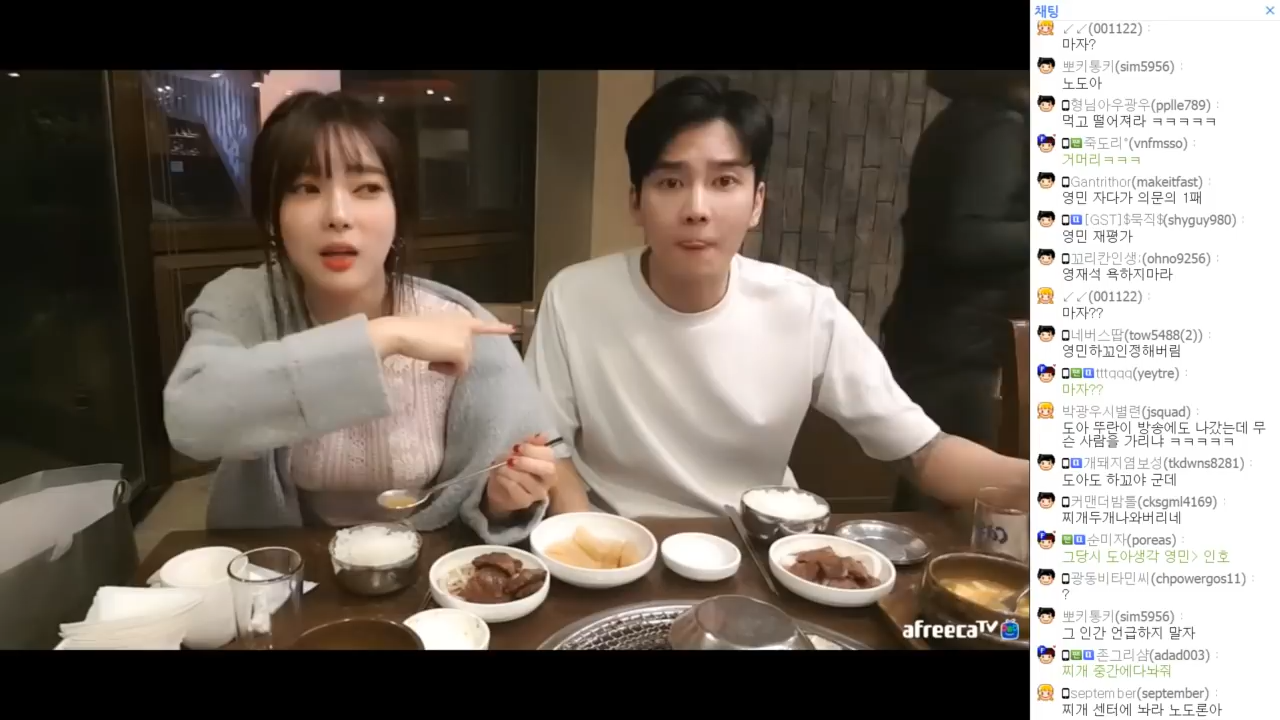 채팅
↙↙(001122) :
마자?
뽀키통키(sim5956) :
노도아
형님아우광우(pplle789) :
먹고 떨어져라 ㅋㅋㅋㅋㅋ
죽도리*(vnfmsso) :
거머리ㅋㅋㅋ
Gantrithor(makeitfast) :
영민 자다가 의문의 1패
[GST]$묵직$(shyguy980) :
영민 재평가
꼬리칸인생:(ohno9256) :
영재석 욕하지마라
↙↙(001122) :
마자??
네버스땁(tow5488(2)) :
영민하꼬인정해버림
tttqqq(yeytre) :
마자??
박광우시별련(jsquad) :
도아 뚜란이 방송에도 나갔는데 무
슨 사람을 가리냐 ㅋㅋㅋㅋㅋ
개돼지염보성(tkdwns8281) :
도아도 하꼬야 군데
커맨더밤톨(cksgml4169) :
찌개두개나와버리네
순미자(poreas) :
그당시 도아생각 영민> 인호
광동비타민씨(chpowergos11) :
?
뽀키통키(sim5956) :
그 인간 언급하지 말자
존그리샴(adad003) :
찌개 중간에다놔줘
september(september) :
찌개 센터에 놔라 노도론아
afreecaTV